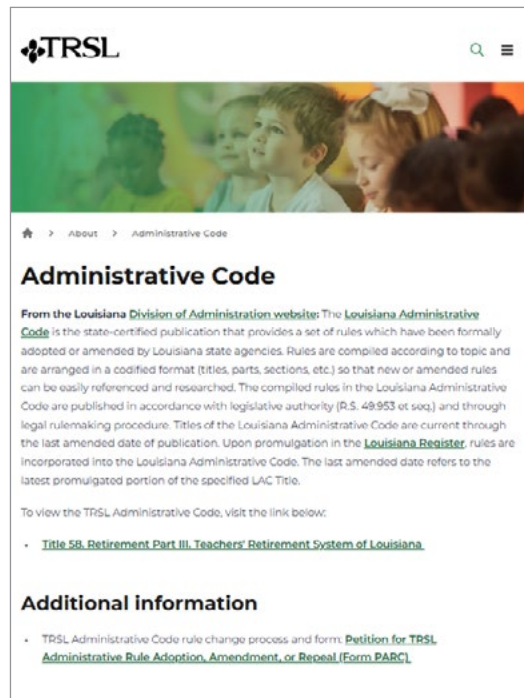 TRSL
About > Administrative Code
Administrative Code
From the Louisiana Division of Administration website: The Louisiana Administrative
Code is the state-certified publication that provides a set of rules which have been formally
adopted or amended by Louisiana state agencies. Rules are compiled according to topic and
are arranged in a codified format (titles, parts, sections, etc.) so that new or amended rules
can be easily referenced and researched. The compiled rules in the Louisiana Administrative
Code are published in accordance with legislative authority (R.S. 49:953 et seq.) and through
legal rulemaking procedure. Titles of the Louisiana Administrative Code are current through
the last amended date of publication. Upon promulgation in the Louisiana Register, rules are
incorporated into the Louisiana Administrative Code. The last amended date refers to the
latest promulgated portion of the specified LAC Title.
To view the TRSL Administrative Code, visit the link below:
• Title 58. Retirement Part III. Teachers' Retirement System of Louisiana
Additional information
• TRSL Administrative Code rule change process and form: Petition for TRSL
Administrative Rule Adoption, Amendment, or Repeal (Form PARC)